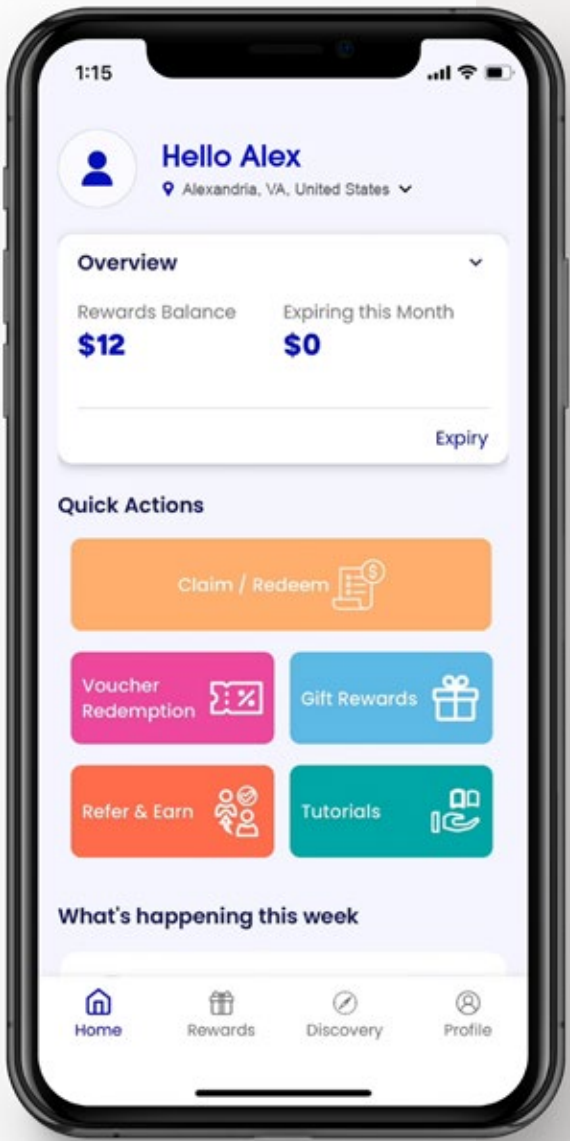 1:15
Hello Alex
Alexandria, VA, United States
Overview
Rewards Balance
Expiring this Month
$12
$0
Expiry
Quick Actions
Claim / Redeem
Voucher
Redemption
Gift Rewards
Refer & Earn
Tutorials
What's happening this week
Home
Rewards
Discovery
Profile